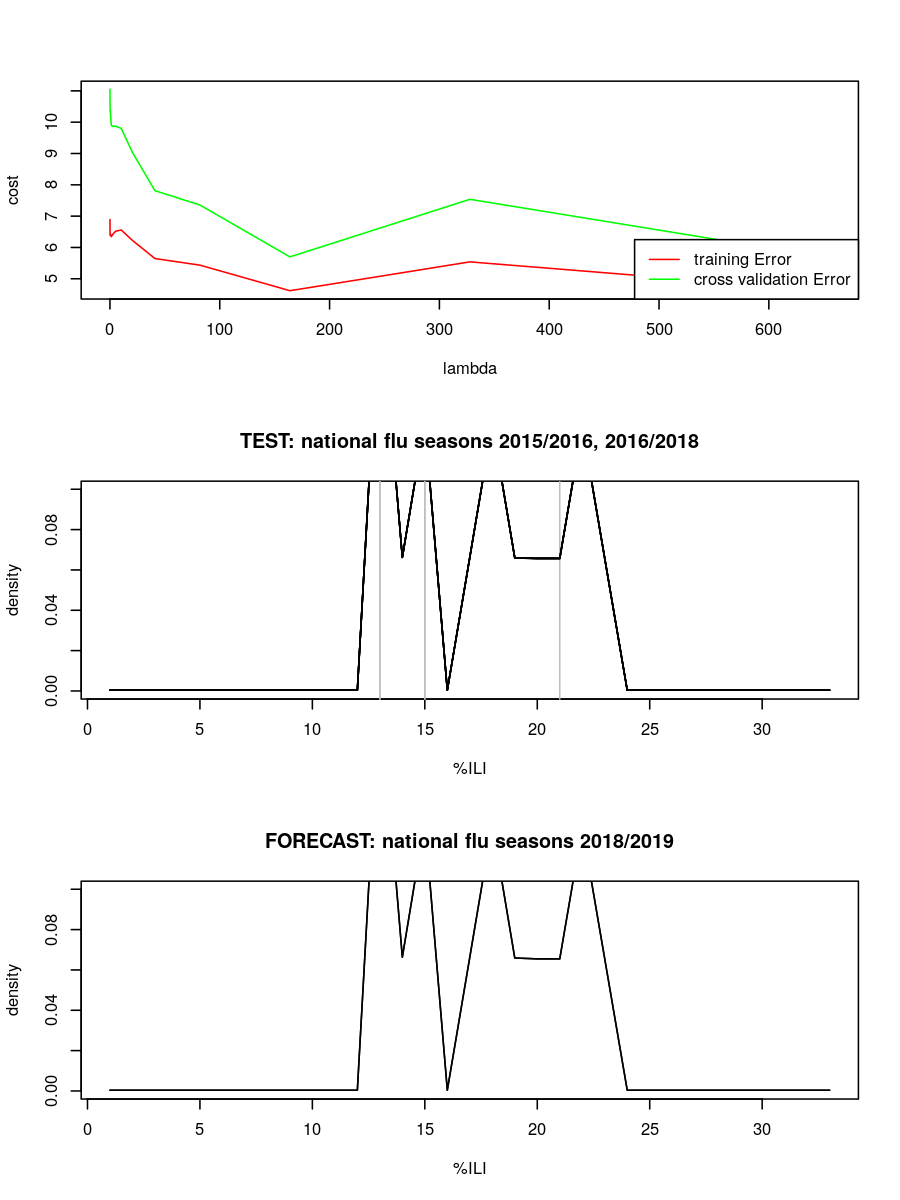 cost
10
9
8
7
6
5
training Error
cross validation Error
0 100 200 300 400 500 600
lambda
TEST: national flu seasons 2015/2016, 2016/2018
density
0.08
0.04
0.00
0 5 10 15 20 25 30
%ILI
FORECAST: national flu seasons 2018/2019
density
0.08
0.04
0.00
0 5 10 15 20 25 30
%ILI